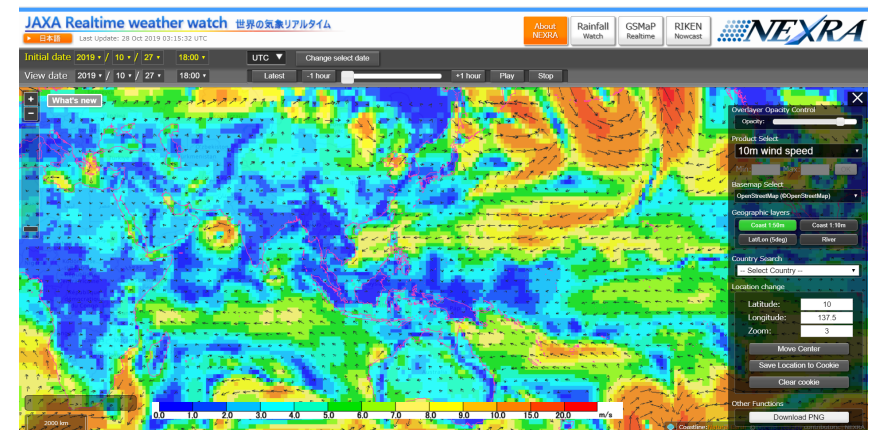 JAXA Realtime weather watch 世界の気象リアルタイム
日本語 Last Update: 28 Oct 2019 03:15:32 UTC
About NEXRA
Rainfall Watch
GSMaP Realtime
RIKEN Nowcast
NEXRA
Initial date 2019 / 10 / 27 18:00 UTC Change select date
View date 2019 / 10 / 27 18:00 Latest -1 hour +1 hour Play Stop
+
What's new
-
X
Overlayer Opacity Control
Opacity:
Product Select
10m wind speed
Basemap Select
OpenStreetMap (©OpenStreetMap)
Geographic layers
Coast 1:50m Coast 1:10m
Lat/Lon (5deg) River
Country Search
-- Select Country --
Location change
Latitude: 10
Longitude: 137.5
Zoom: 3
Move Center
Save Location to Cookie
Clear cookie
Other Functions
Download PNG
0.0 1.0 2.0 3.0 4.0 5.0 6.0 7.0 8.0 9.0 10.0 15.0 20.0 m/s
2000 km
Coastline: